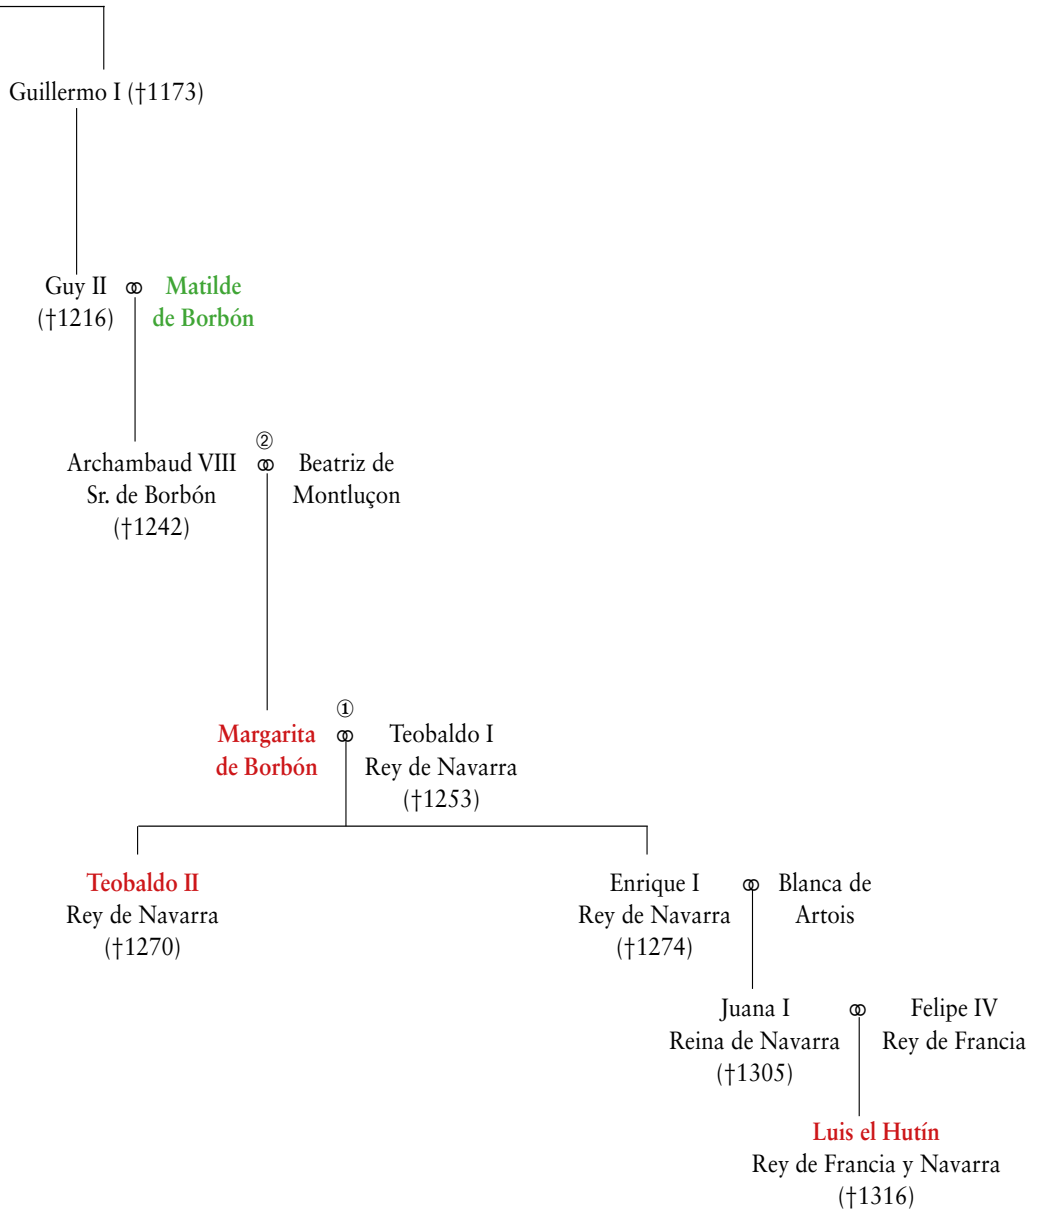 Guillermo I (†1173)
Guy II ⚭ Matilde
(†1216) de Borbón
②
Archambaud VIII ⚭ Beatriz de
Sr. de Borbón Montluçon
(†1242)
①
Margarita ⚭ Teobaldo I
de Borbón Rey de Navarra
(†1253)
Teobaldo II Enrique I ⚭ Blanca de
Rey de Navarra Rey de Navarra Artois
(†1270) (†1274)
Juana I ⚭ Felipe IV
Reina de Navarra Rey de Francia
(†1305)
Luis el Hutín
Rey de Francia y Navarra
(†1316)